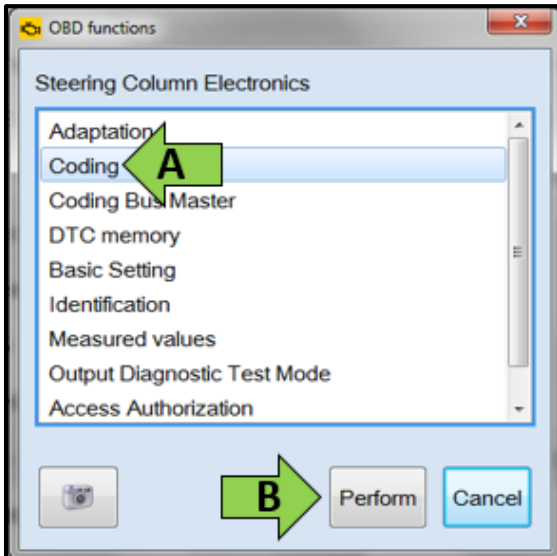 OBD functions
Steering Column Electronics
Adaptation
Coding
A
Coding Bus Master
DTC memory
Basic Setting
Identification
Measured values
Output Diagnostic Test Mode
Access Authorization
B
Perform
Cancel